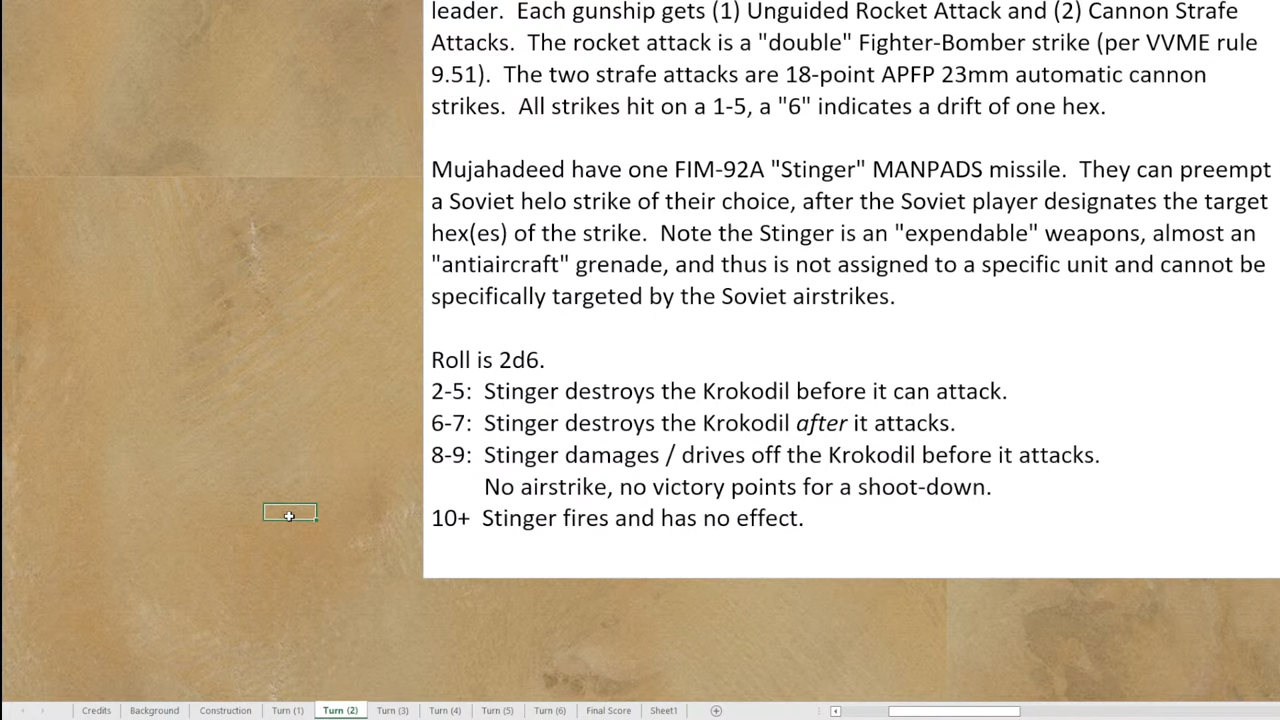 leader.  Each gunship gets (1) Unguided Rocket Attack and (2) Cannon Strafe
Attacks.  The rocket attack is a "double" Fighter-Bomber strike (per VVME rule
9.51).  The two strafe attacks are 18-point APFP 23mm automatic cannon
strikes.  All strikes hit on a 1-5, a "6" indicates a drift of one hex.
Mujahadeed have one FIM-92A "Stinger" MANPADS missile.  They can preempt
a Soviet helo strike of their choice, after the Soviet player designates the target
hex(es) of the strike.  Note the Stinger is an "expendable" weapons, almost an
"antiaircraft" grenade, and thus is not assigned to a specific unit and cannot be
specifically targeted by the Soviet airstrikes.
Roll is 2d6.
2-5:  Stinger destroys the Krokodil before it can attack.
6-7:  Stinger destroys the Krokodil after it attacks.
8-9:  Stinger damages / drives off the Krokodil before it attacks.
No airstrike, no victory points for a shoot-down.
10+  Stinger fires and has no effect.
Credits Background Construction Turn (1) Turn (2) Turn (3) Turn (4) Turn (5) Turn (6) Final Score Sheet1